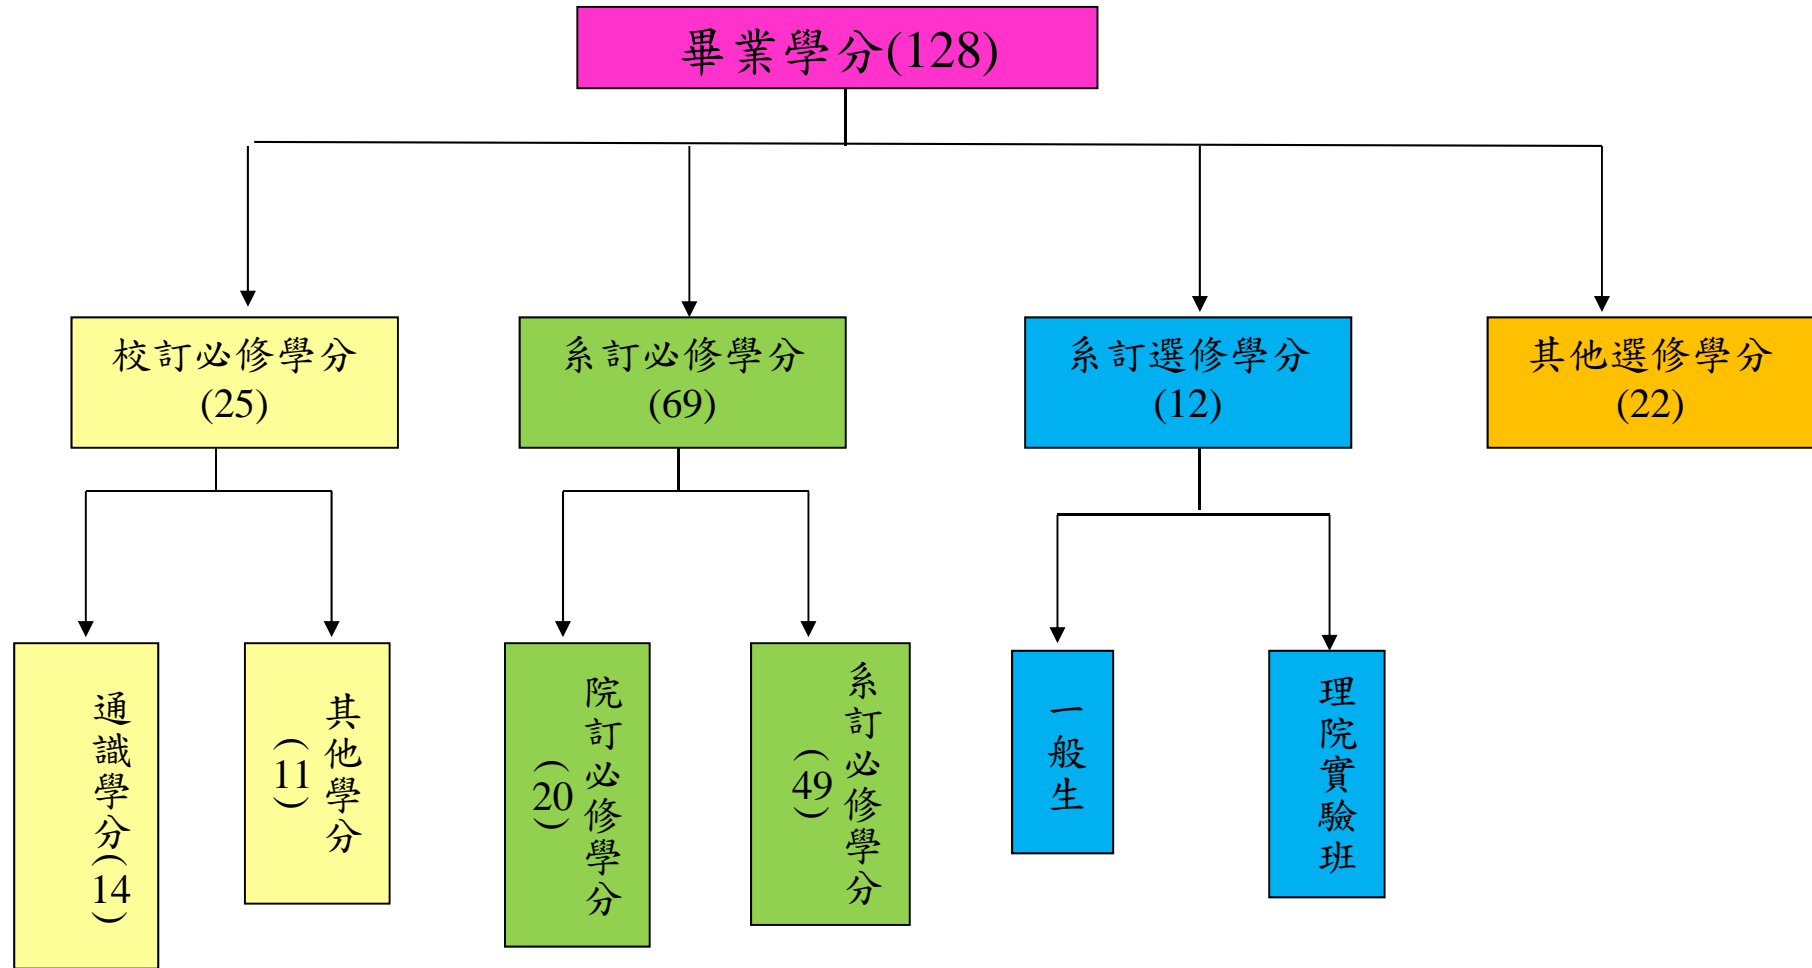 畢業學分(128)
校訂必修學分
(25)
系訂必修學分
(69)
系訂選修學分
(12)
其他選修學分
(22)
通識學分(14)
其他學分
(11)
院訂必修學分
(20)
系訂必修學分
(49)
一般生
理院實驗班